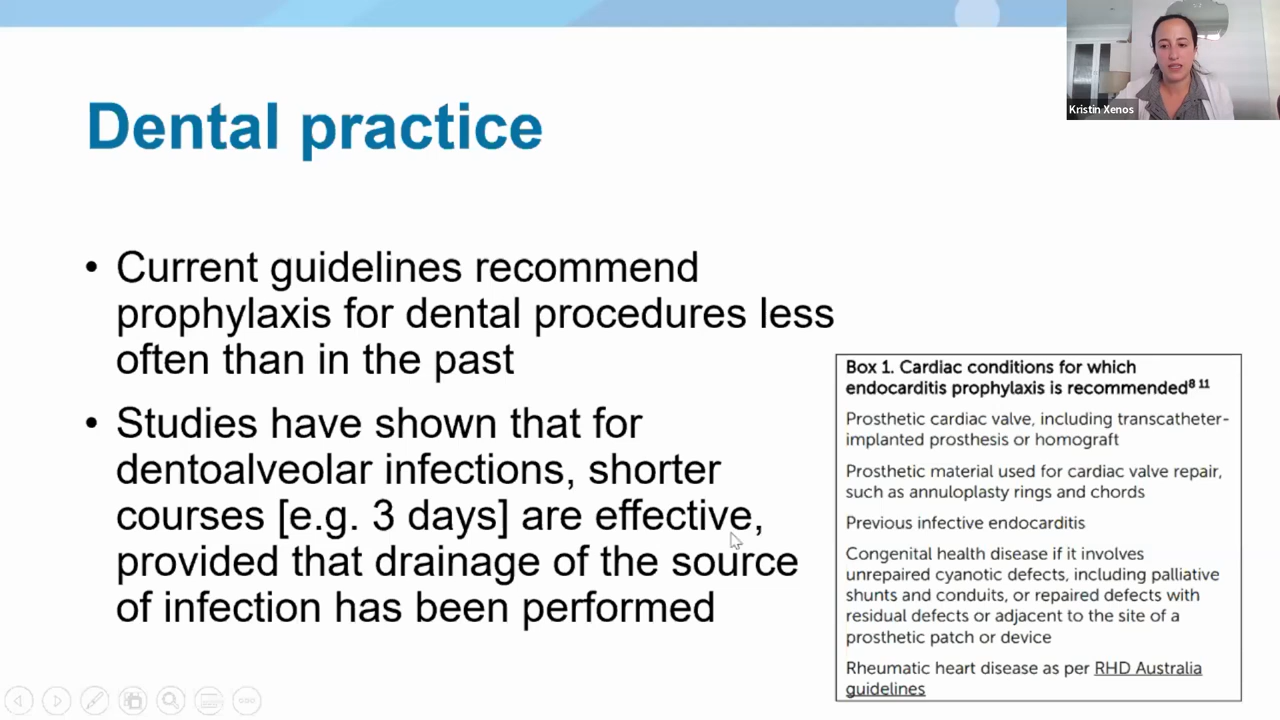 Kristin Xenos
Dental practice
• Current guidelines recommend
prophylaxis for dental procedures less
often than in the past
• Studies have shown that for
dentoalveolar infections, shorter
courses [e.g. 3 days] are effective,
provided that drainage of the source
of infection has been performed
Box 1. Cardiac conditions for which
endocarditis prophylaxis is recommended⁸ ¹¹
Prosthetic cardiac valve, including transcatheter-
implanted prosthesis or homograft
Prosthetic material used for cardiac valve repair,
such as annuloplasty rings and chords
Previous infective endocarditis
Congenital health disease if it involves
unrepaired cyanotic defects, including palliative
shunts and conduits, or repaired defects with
residual defects or adjacent to the site of a
prosthetic patch or device
Rheumatic heart disease as per RHD Australia
guidelines